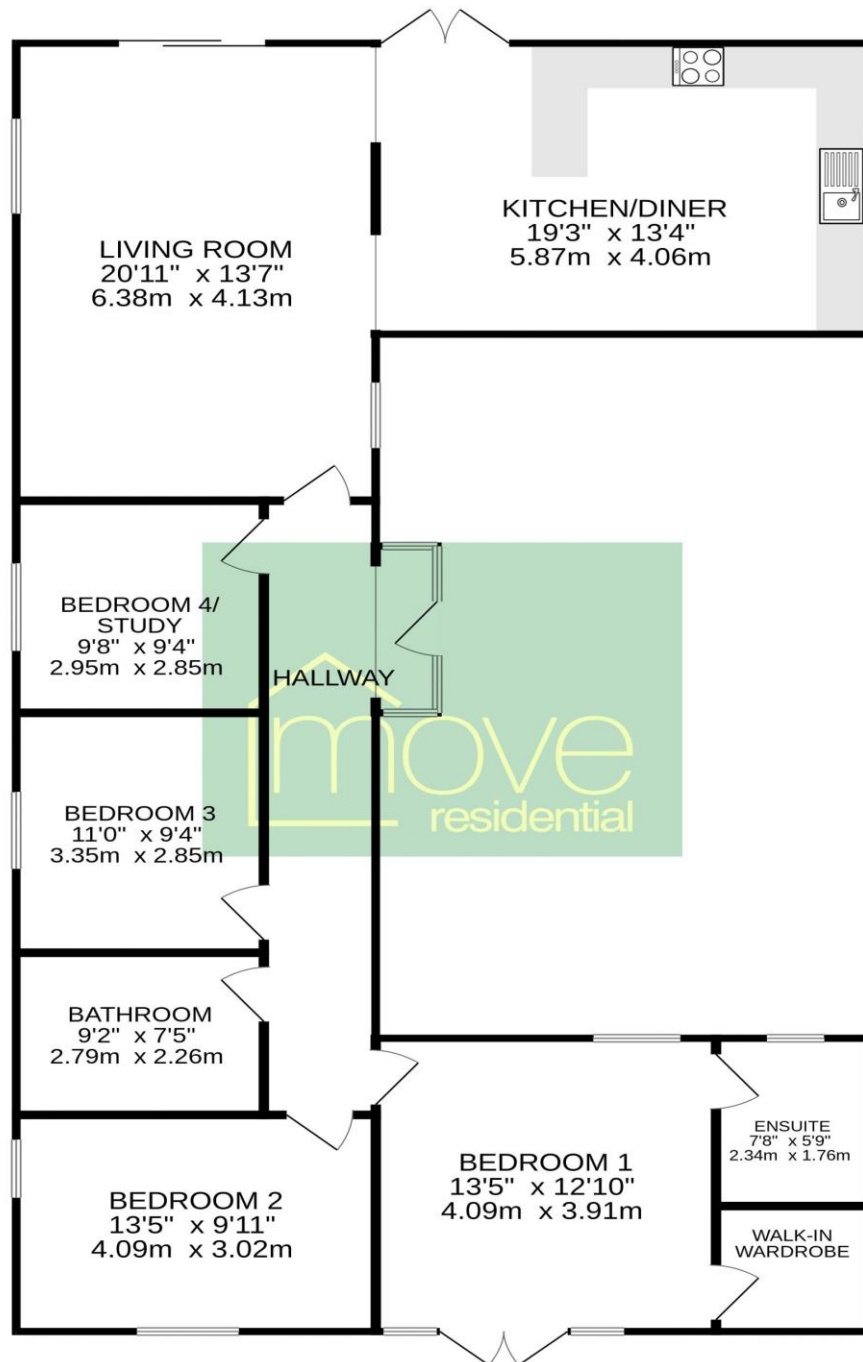 KITCHEN/DINER
19'3" x 13'4"
5.87m x 4.06m
LIVING ROOM
20'11" x 13'7"
6.38m x 4.13m
BEDROOM 4/
STUDY
9'8" x 9'4"
2.95m x 2.85m
HALLWAY
move
residential
BEDROOM 3
11'0" x 9'4"
3.35m x 2.85m
BATHROOM
9'2" x 7'5"
2.79m x 2.26m
BEDROOM 2
13'5" x 9'11"
4.09m x 3.02m
BEDROOM 1
13'5" x 12'10"
4.09m x 3.91m
ENSUITE
7'8" x 5'9"
2.34m x 1.76m
WALK-IN
WARDROBE